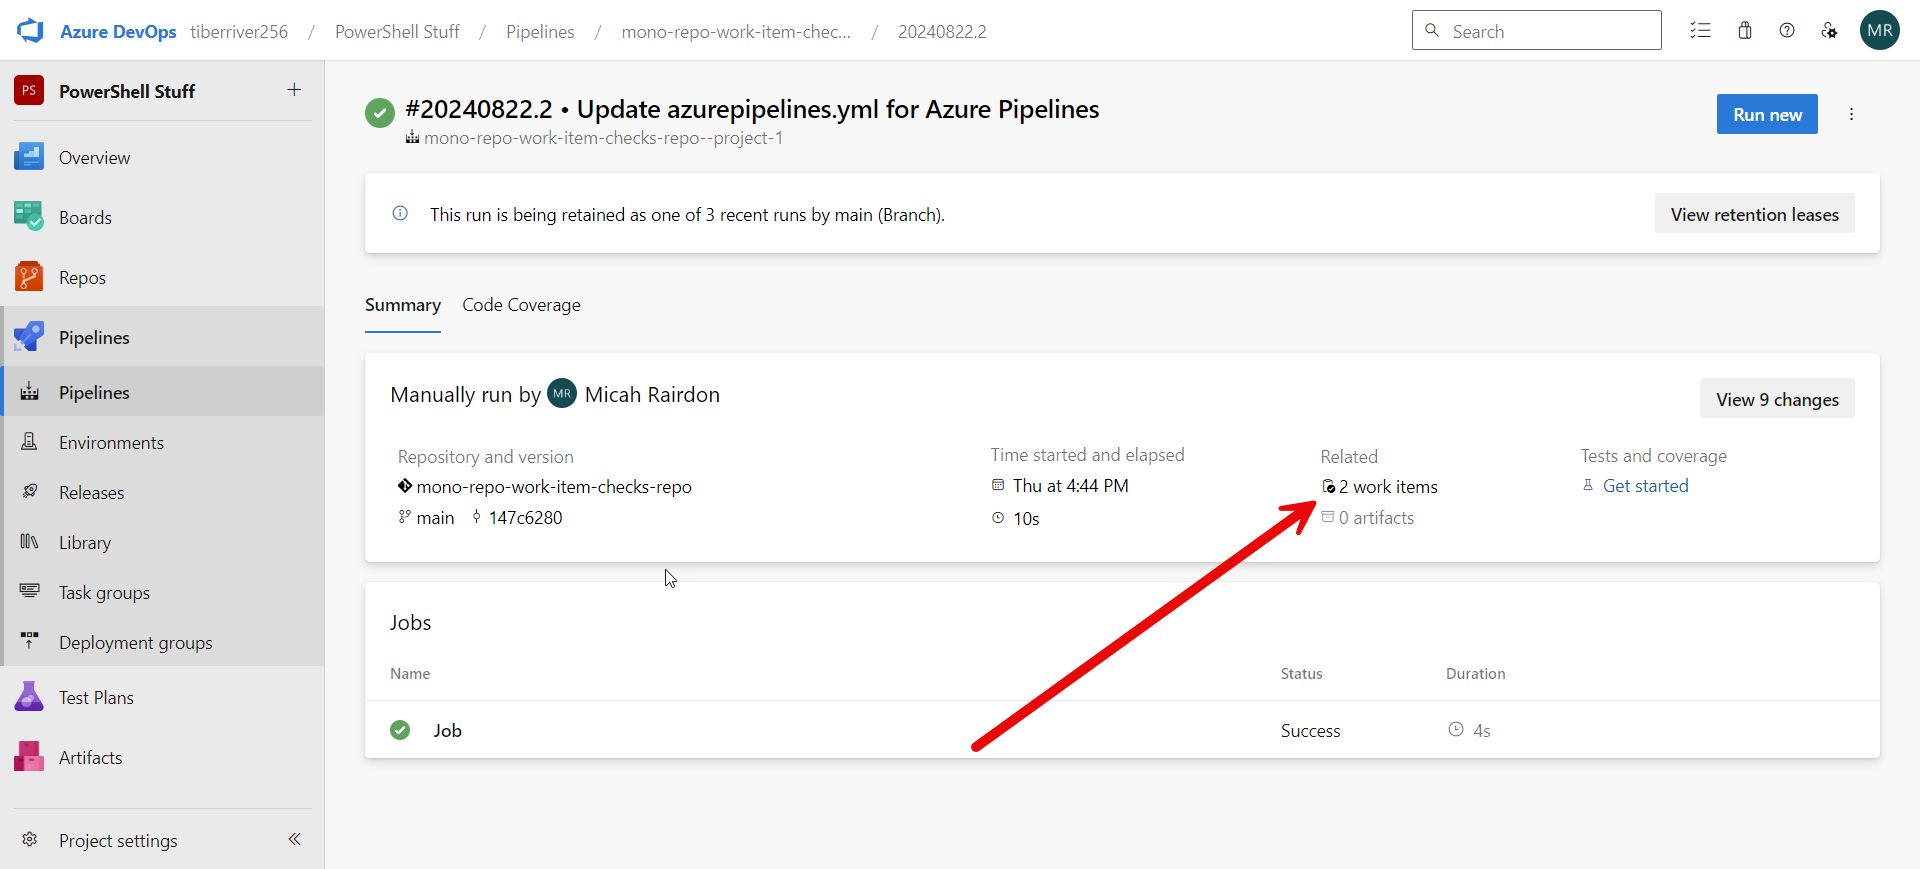 Azure DevOps tiberriver256 / PowerShell Stuff / Pipelines / mono-repo-work-item-chec... / 20240822.2
Search
MR
PS PowerShell Stuff +
Overview
Boards
Repos
Pipelines
Pipelines
Environments
Releases
Library
Task groups
Deployment groups
Test Plans
Artifacts
Project settings
#20240822.2 • Update azurepipelines.yml for Azure Pipelines
mono-repo-work-item-checks-repo--project-1
Run new
This run is being retained as one of 3 recent runs by main (Branch).
View retention leases
Summary Code Coverage
Manually run by MR Micah Rairdon
View 9 changes
Repository and version
mono-repo-work-item-checks-repo
main 147c6280
Time started and elapsed
Thu at 4:44 PM
10s
Related
2 work items
0 artifacts
Tests and coverage
Get started
Jobs
Name Status Duration
Job Success 4s